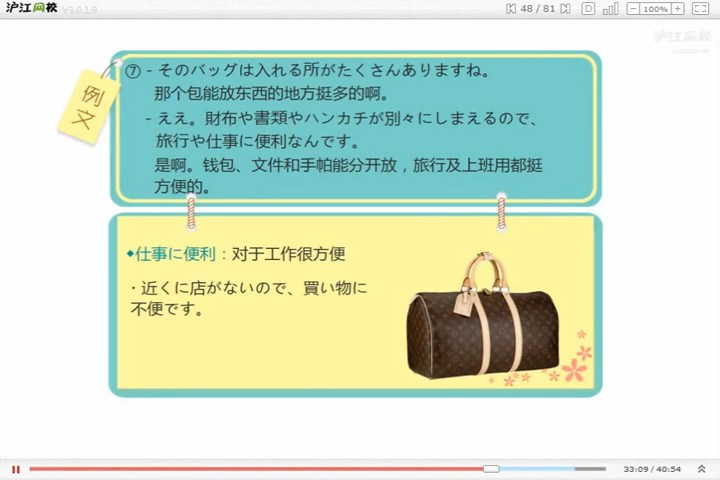 沪江网校 V3.0.1.9
48 / 81
D
100%
沪江网校
例文
⑦ - そのバッグは入れる所がたくさんありますね。
那个包能放东西的地方挺多的啊。
- ええ。財布や書類やハンカチが別々にしまえるので、
旅行や仕事に便利なんです。
是啊。钱包、文件和手帕能分开放，旅行及上班用都挺
方便的。
◆仕事に便利：对于工作很方便
・近くに店がないので、買い物に
不便です。
33:09 / 40:54